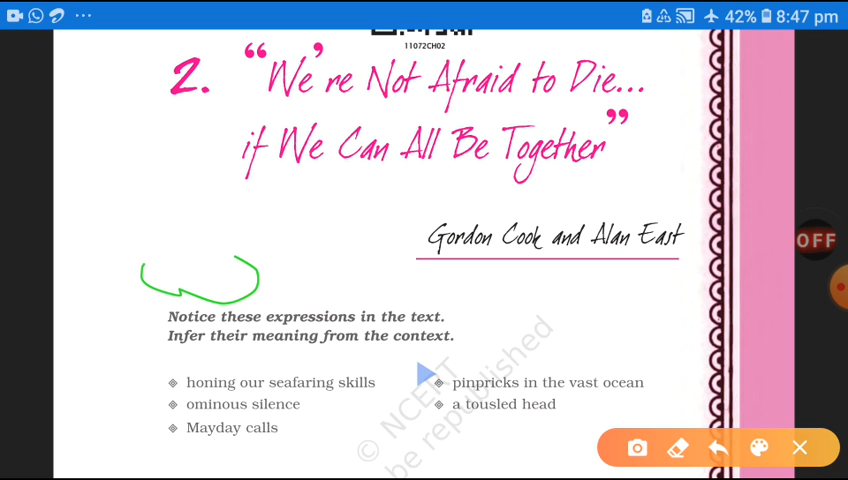 42% 8:47 pm
11072CH02
2. "We're Not Afraid to Die...
if We Can All Be Together"
Gordon Cook and Alan East
OFF
Notice these expressions in the text.
Infer their meaning from the context.
honing our seafaring skills
ominous silence
Mayday calls
pinpricks in the vast ocean
a tousled head
© NCERT
be republished